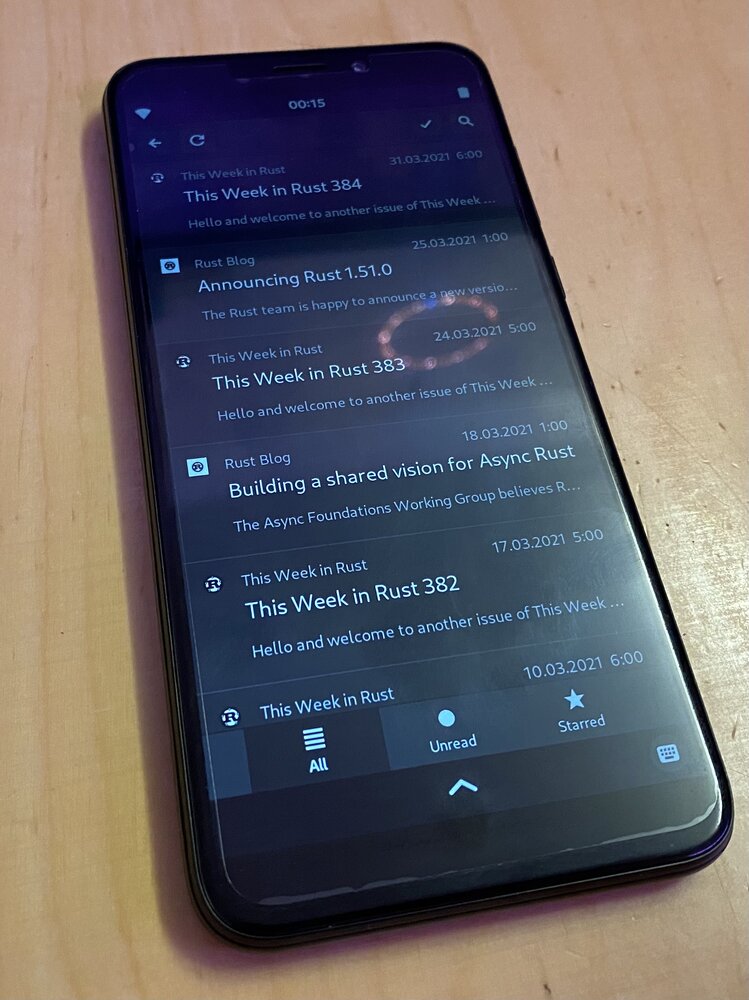 00:15
This Week in Rust 31.03.2021 6:00
This Week in Rust 384
Hello and welcome to another issue of This Week ...
Rust Blog 25.03.2021 1:00
Announcing Rust 1.51.0
The Rust team is happy to announce a new versio...
This Week in Rust 24.03.2021 5:00
This Week in Rust 383
Hello and welcome to another issue of This Week ...
Rust Blog 18.03.2021 1:00
Building a shared vision for Async Rust
The Async Foundations Working Group believes R...
This Week in Rust 17.03.2021 5:00
This Week in Rust 382
Hello and welcome to another issue of This Week ...
This Week in Rust 10.03.2021 6:00
All Unread Starred